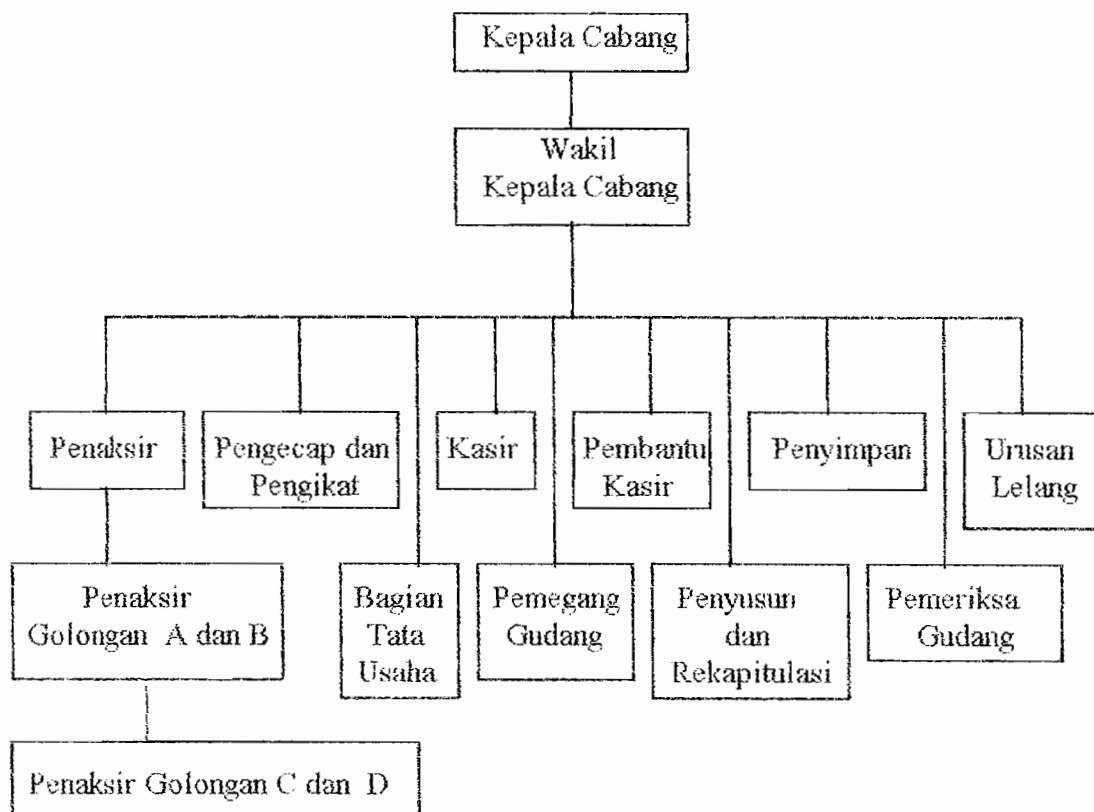 Kepala Cabang
Wakil
Kepala Cabang
Penaksir
Pengecap dan
Pengikat
Kasir
Pembantu
Kasir
Penyimpan
Urusan
Lelang
Penaksir
Golongan A dan B
Bagian
Tata
Usaha
Pemegang
Gudang
Penyusun
dan
Rekapitulasi
Pemeriksa
Gudang
Penaksir Golongan C dan D